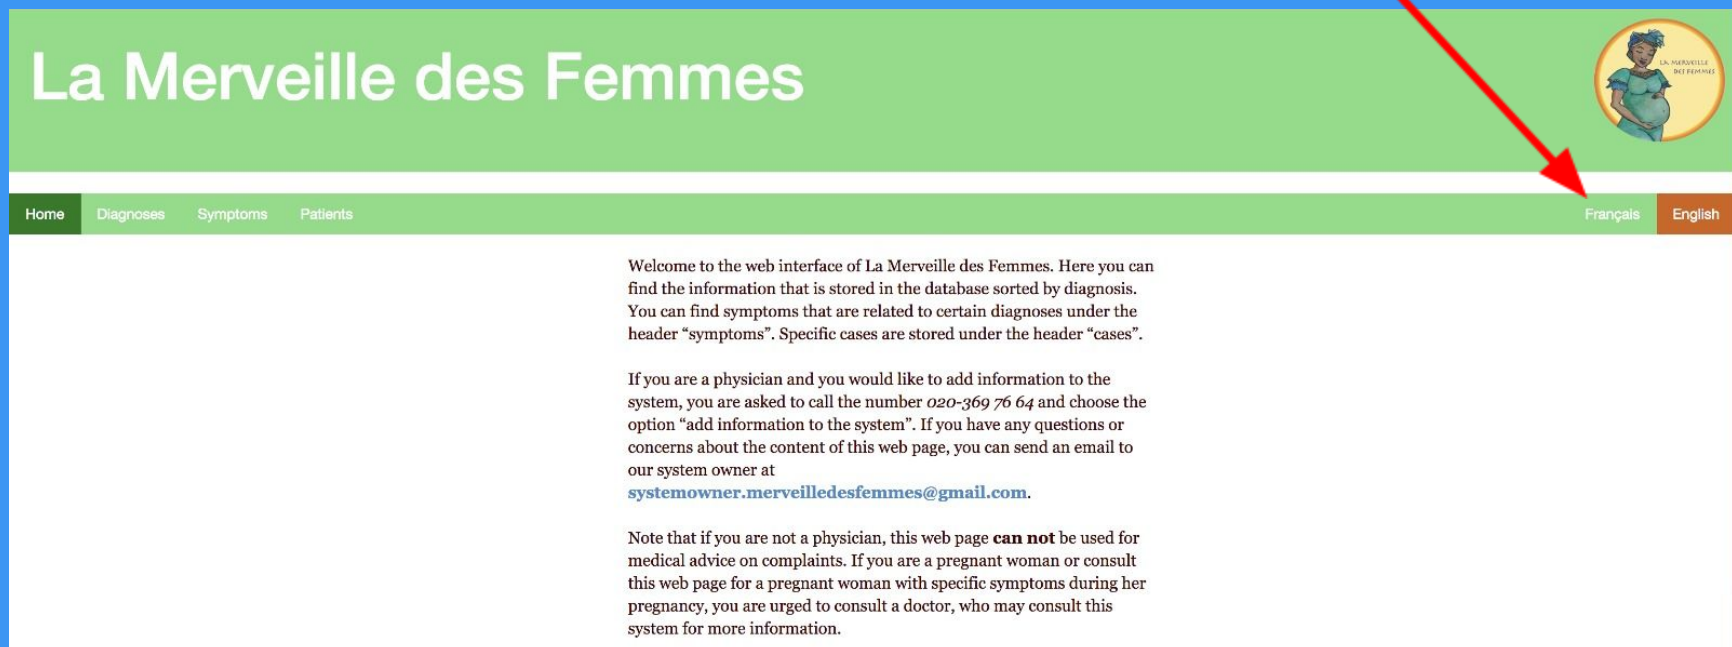 La Merveille des Femmes
LA MERVEILLE
DES FEMMES
Home Diagnoses Symptoms Patients Français English
Welcome to the web interface of La Merveille des Femmes. Here you can
find the information that is stored in the database sorted by diagnosis.
You can find symptoms that are related to certain diagnoses under the
header “symptoms”. Specific cases are stored under the header “cases”.
If you are a physician and you would like to add information to the
system, you are asked to call the number 020-369 76 64 and choose the
option “add information to the system”. If you have any questions or
concerns about the content of this web page, you can send an email to
our system owner at
systemowner.merveilledesfemmes@gmail.com.
Note that if you are not a physician, this web page can not be used for
medical advice on complaints. If you are a pregnant woman or consult
this web page for a pregnant woman with specific symptoms during her
pregnancy, you are urged to consult a doctor, who may consult this
system for more information.